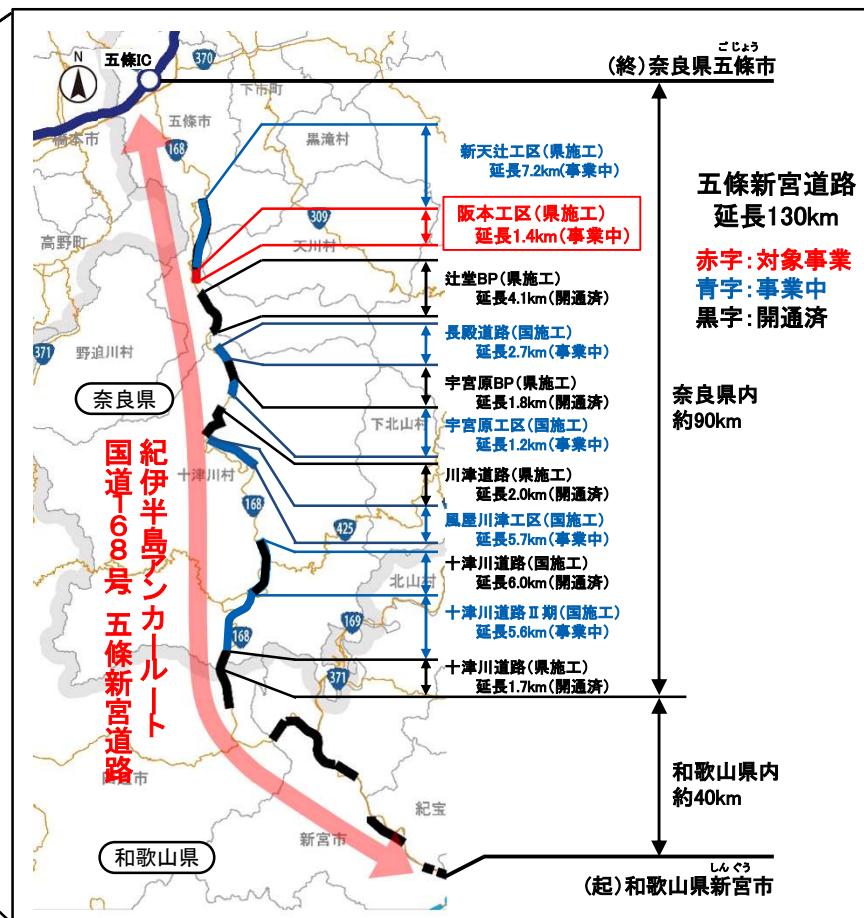 (終)奈良県五條市
ごじょう
N
五條IC
370
下市町
五條市
橋本市
168
黒滝村
新天辻工区(県施工)
延長7.2km(事業中)
五條新宮道路
延長130km
阪本工区(県施工)
延長1.4km(事業中)
309
天川村
高野町
赤字:対象事業
青字:事業中
黒字:開通済
辻堂BP(県施工)
延長4.1km(開通済)
長殿道路(国施工)
延長2.7km(事業中)
371
野迫川村
宇宮原BP(県施工)
延長1.8km(開通済)
奈良県
奈良県内
約90km
下北山村
宇宮原工区(国施工)
延長1.2km(事業中)
紀伊半島アンカールート
国道168号 五條新宮道路
十津川村
168
川津道路(県施工)
延長2.0km(開通済)
425
風屋川津工区(国施工)
延長5.7km(事業中)
十津川道路(国施工)
延長6.0km(開通済)
北山村
十津川道路Ⅱ期(国施工)
延長5.6km(事業中)
169
168
十津川道路(県施工)
延長1.7km(開通済)
371
和歌山県内
約40km
紀宝
新宮市
和歌山県
しんぐう
(起)和歌山県新宮市